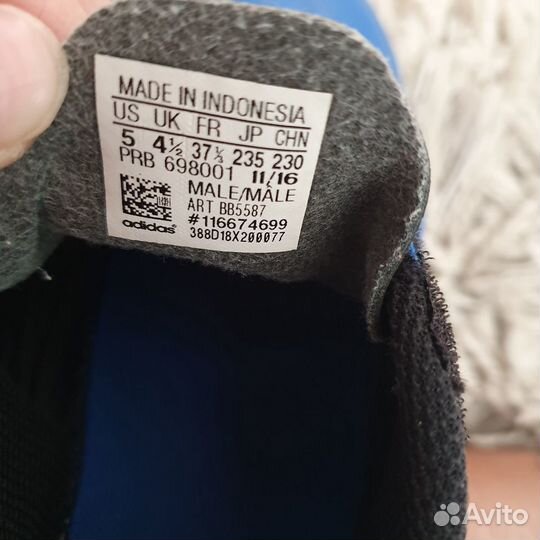 MADE IN INDONESIA
US UK FR JP CHN
5 4½ 37⅓ 235 230
PRB 698001 11/16
MALE/MÂLE
ART BB5587
#116674699
adidas 388D18X200077
Avito